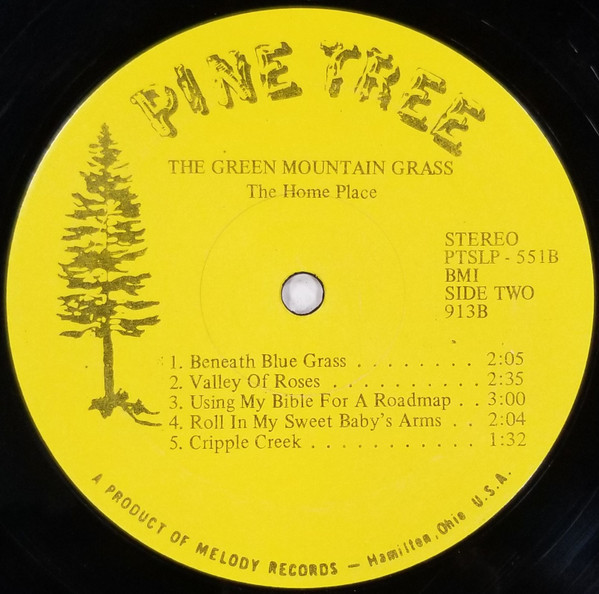 PINE TREE
THE GREEN MOUNTAIN GRASS
The Home Place
STEREO
PTSLP - 551B
BMI
SIDE TWO
913B
1. Beneath Blue Grass . . . . . . . . 2:05
2. Valley Of Roses . . . . . . . . . . 2:35
3. Using My Bible For A Roadmap . . 3:00
4. Roll In My Sweet Baby's Arms . . 2:04
5. Cripple Creek . . . . . . . . . . . 1:32
A PRODUCT OF MELODY RECORDS — Hamilton, Ohio U.S.A.